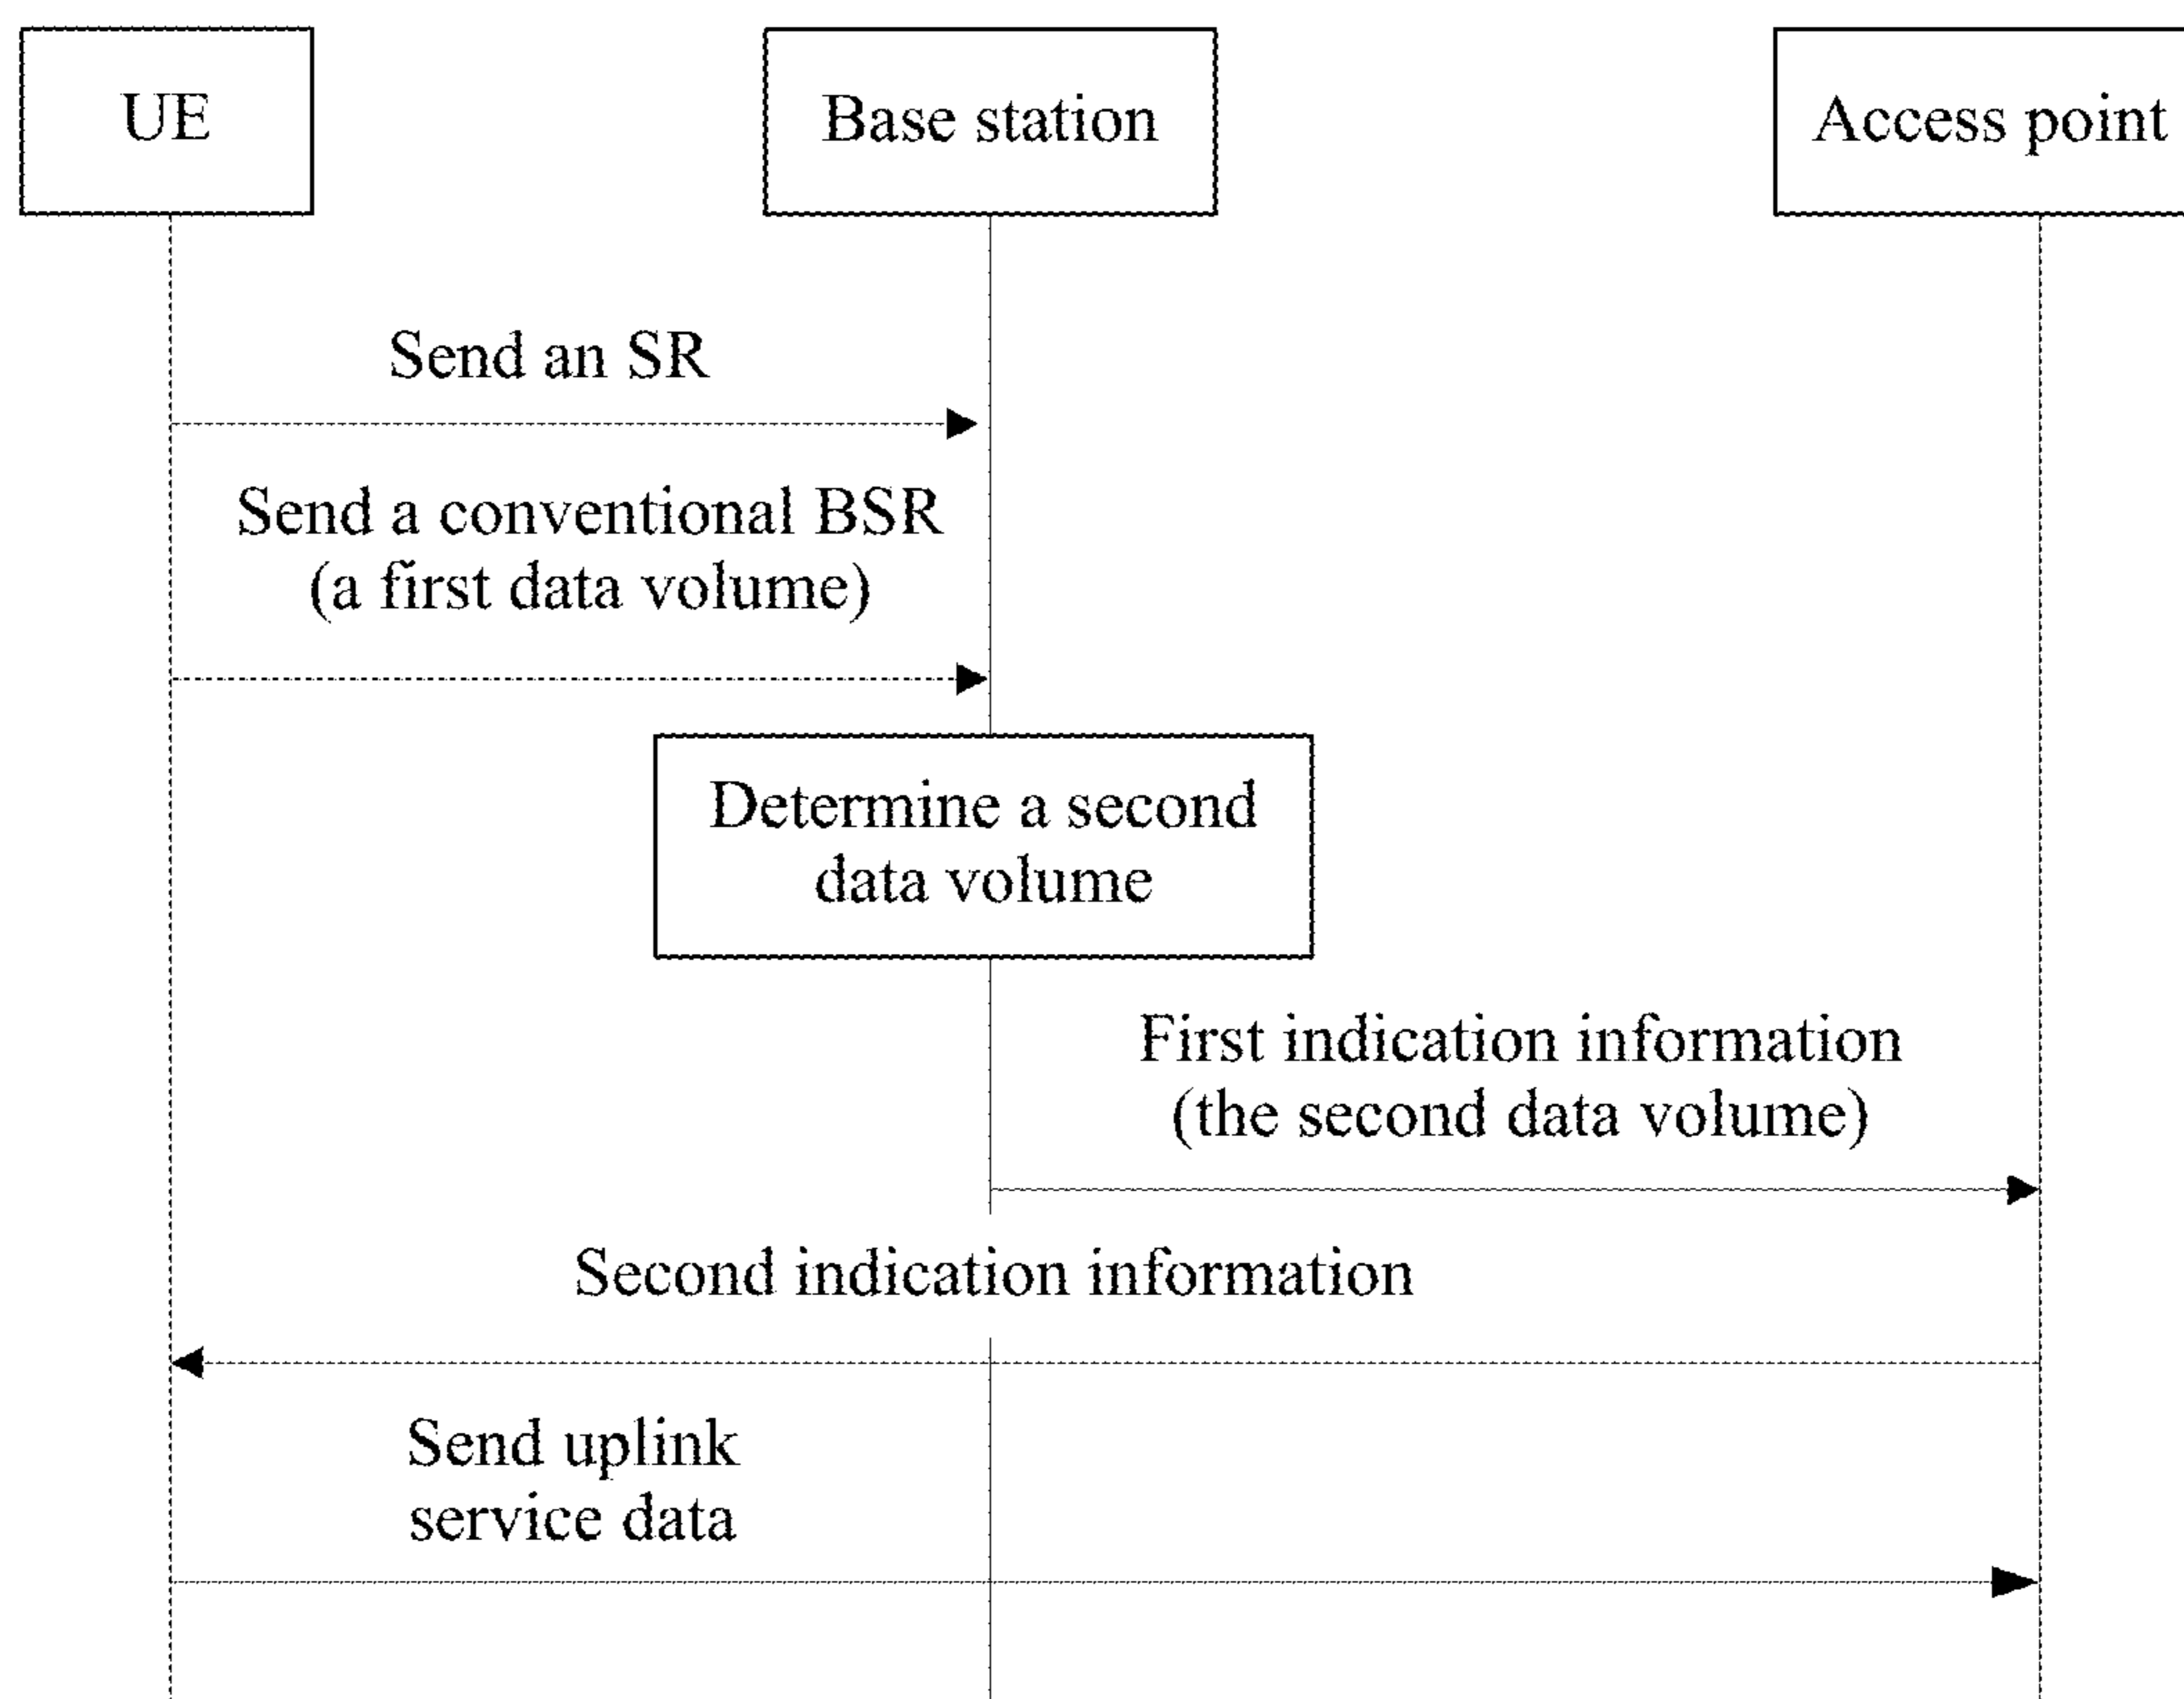 UE
Base station
Access point
Send an SR
Send a conventional BSR
(a first data volume)
Determine a second
data volume
First indication information
(the second data volume)
Second indication information
Send uplink
service data